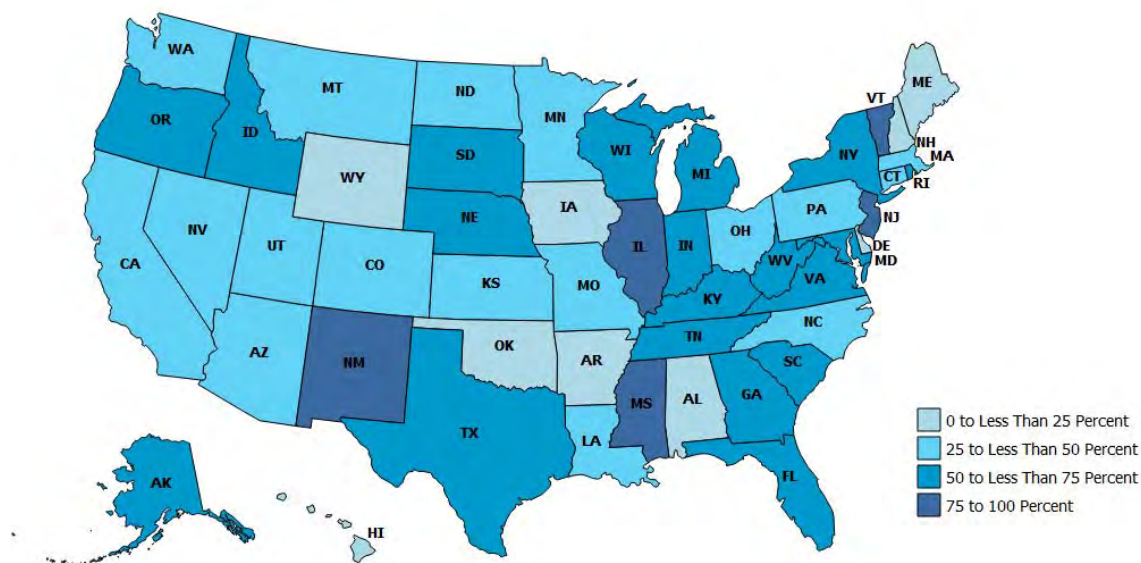 WA
MT
ND
MN
ME
VT
NH
MA
OR
ID
SD
WI
MI
NY
CT
RI
WY
NE
IA
PA
NJ
NV
UT
CO
KS
MO
IL
IN
OH
DE
MD
WV
VA
CA
KY
AZ
NM
OK
AR
TN
NC
SC
MS
AL
GA
TX
LA
FL
AK
HI
0 to Less Than 25 Percent
25 to Less Than 50 Percent
50 to Less Than 75 Percent
75 to 100 Percent